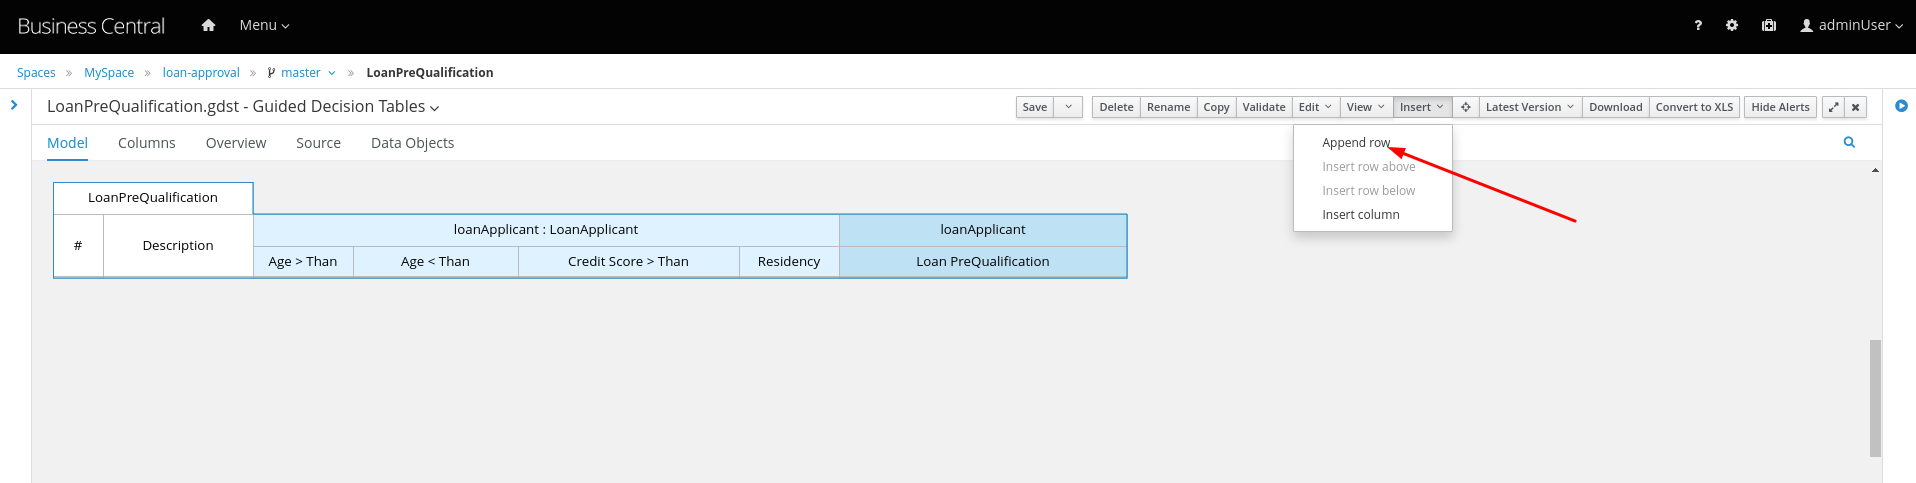 Business Central Menu ? adminUser
Spaces » MySpace » loan-approval » master » LoanPreQualification
LoanPreQualification.gdst - Guided Decision Tables Save Delete Rename Copy Validate Edit View Insert Latest Version Download Convert to XLS Hide Alerts
Model Columns Overview Source Data Objects
Append row
Insert row above
Insert row below
Insert column
LoanPreQualification
# Description loanApplicant : LoanApplicant loanApplicant
Age > Than Age < Than Credit Score > Than Residency Loan PreQualification